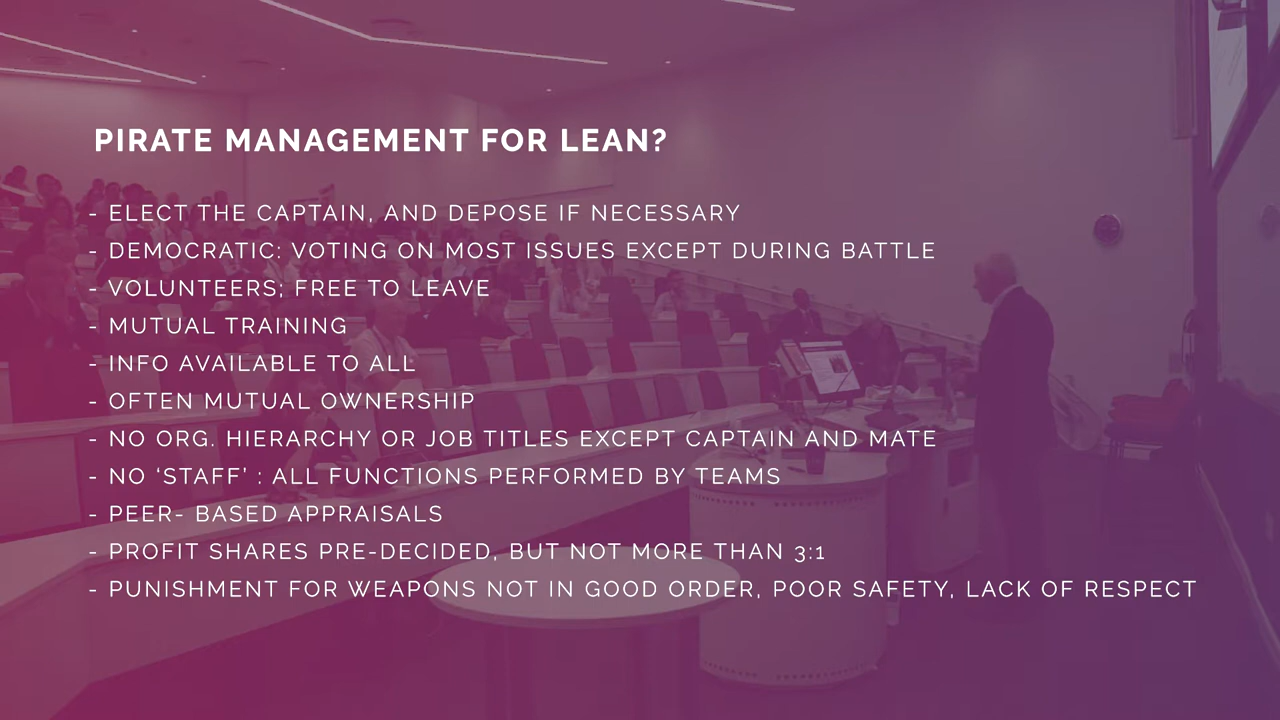 PIRATE MANAGEMENT FOR LEAN?
- ELECT THE CAPTAIN, AND DEPOSE IF NECESSARY
- DEMOCRATIC: VOTING ON MOST ISSUES EXCEPT DURING BATTLE
- VOLUNTEERS; FREE TO LEAVE
- MUTUAL TRAINING
- INFO AVAILABLE TO ALL
- OFTEN MUTUAL OWNERSHIP
- NO ORG. HIERARCHY OR JOB TITLES EXCEPT CAPTAIN AND MATE
- NO ‘STAFF’ : ALL FUNCTIONS PERFORMED BY TEAMS
- PEER- BASED APPRAISALS
- PROFIT SHARES PRE-DECIDED, BUT NOT MORE THAN 3:1
- PUNISHMENT FOR WEAPONS NOT IN GOOD ORDER, POOR SAFETY, LACK OF RESPECT